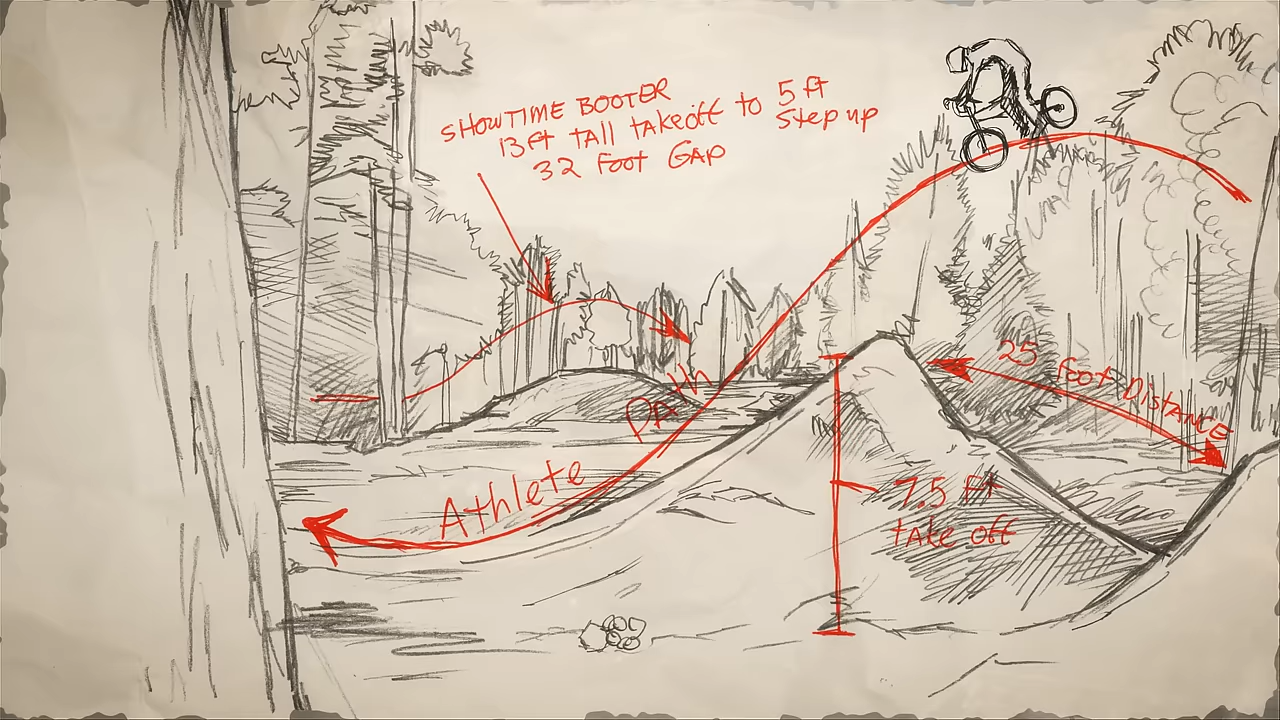 SHOWTIME BOOTER
13ft tall takeoff to 5 ft
Step up
32 foot GAP
25 foot Distance
Athlete Path
7.5 Ft
take off